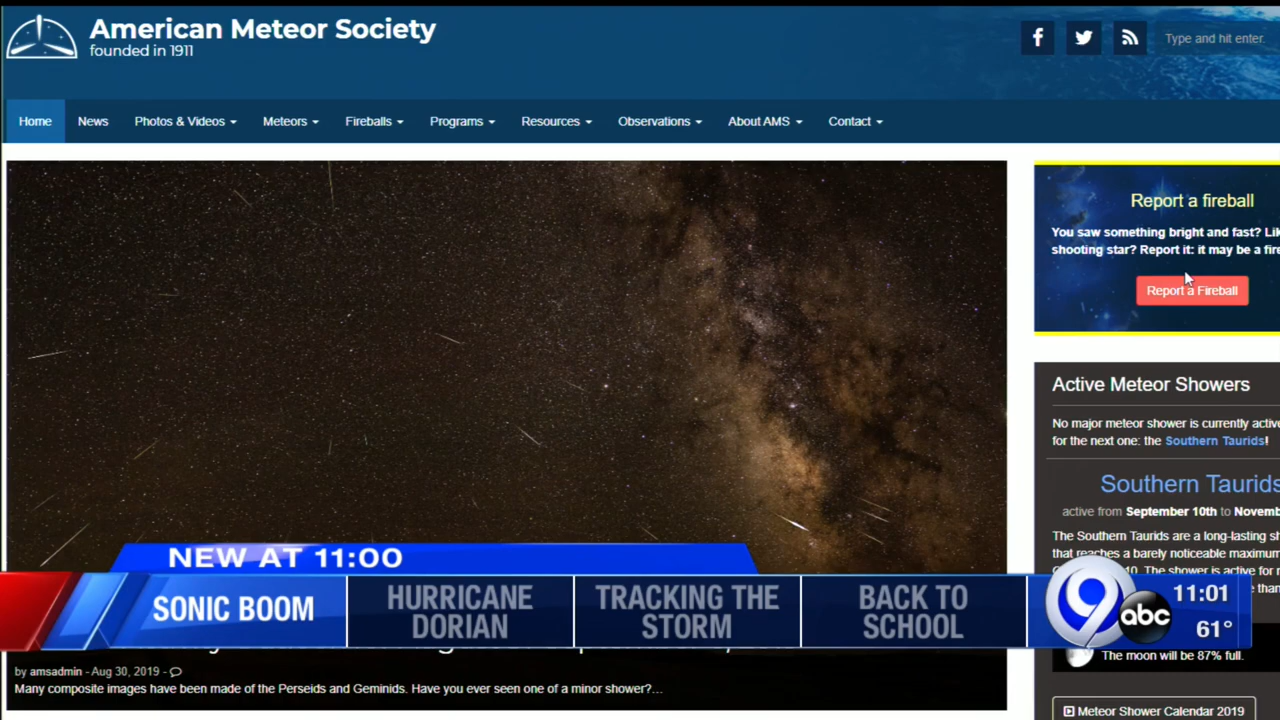 American Meteor Society
founded in 1911
Type and hit enter.
Home News Photos & Videos Meteors Fireballs Programs Resources Observations About AMS Contact
Report a fireball
You saw something bright and fast? Lik
shooting star? Report it: it may be a fire
Report a Fireball
Active Meteor Showers
No major meteor shower is currently active
for the next one: the Southern Taurids!
Southern Taurids
active from September 10th to Novemb
The Southern Taurids are a long-lasting sh
that reaches a barely noticeable maximum
10. The shower is active for
than
The moon will be 87% full.
Meteor Shower Calendar 2019
NEW AT 11:00
SONIC BOOM
HURRICANE
DORIAN
TRACKING THE
STORM
BACK TO
SCHOOL
9 abc
11:01
61°
by amsadmin - Aug 30, 2019 -
Many composite images have been made of the Perseids and Geminids. Have you ever seen one of a minor shower?...